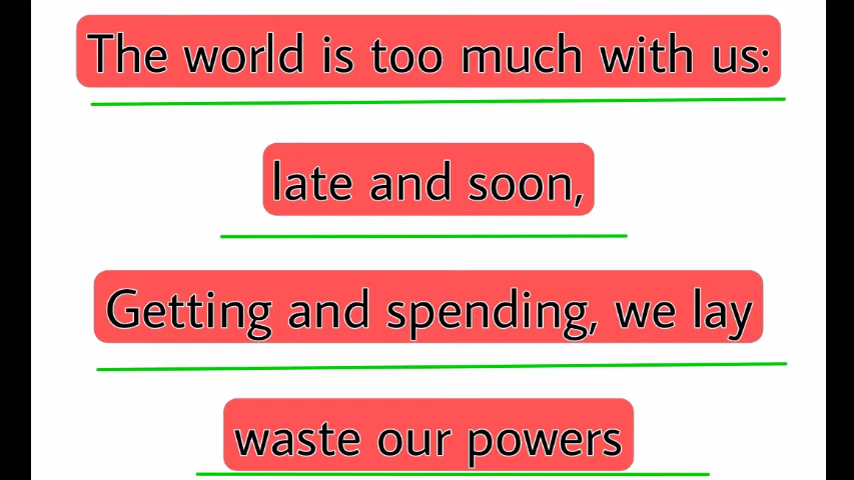 The world is too much with us:
late and soon,
Getting and spending, we lay
waste our powers